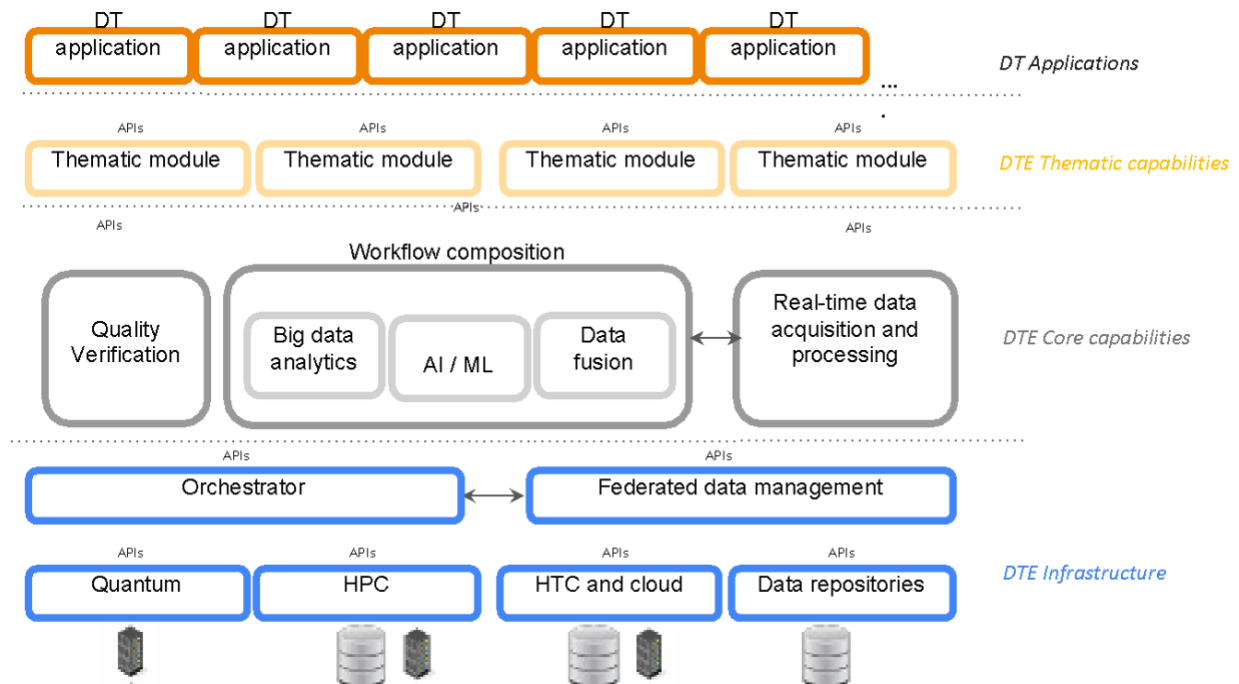 DT DT DT DT DT
application application application application application
DT Applications
...
.
APIs APIs APIs APIs
Thematic module Thematic module Thematic module Thematic module
DTE Thematic capabilities
APIs
APIs APIs
Workflow composition
Quality
Verification
Big data
analytics
AI / ML
Data
fusion
Real-time data
acquisition and
processing
DTE Core capabilities
APIs APIs
Orchestrator Federated data management
APIs APIs APIs APIs
Quantum HPC HTC and cloud Data repositories
DTE Infrastructure